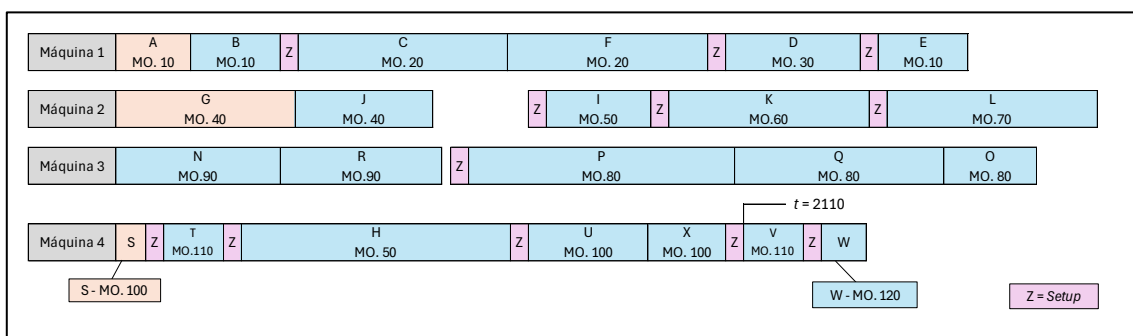 Máquina 1
A
MO. 10
B
MO.10
Z
C
MO. 20
F
MO. 20
Z
D
MO. 30
Z
E
MO.10
Máquina 2
G
MO. 40
J
MO. 40
Z
I
MO.50
Z
K
MO.60
Z
L
MO.70
Máquina 3
N
MO.90
R
MO.90
Z
P
MO.80
Q
MO. 80
O
MO. 80
t = 2110
Máquina 4
S
Z
T
MO.110
Z
H
MO. 50
Z
U
MO. 100
X
MO. 100
Z
V
MO. 110
Z
W
S - MO. 100
W - MO. 120
Z = Setup